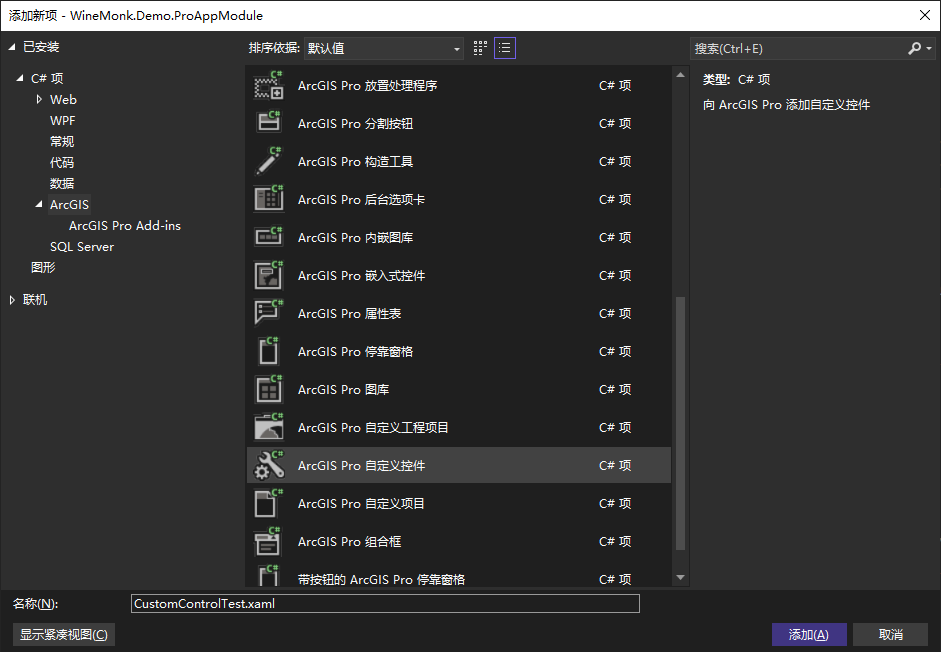 添加新项 - WineMonk.Demo.ProAppModule
已安装
C# 项
Web
WPF
常规
代码
数据
ArcGIS
ArcGIS Pro Add-ins
SQL Server
图形
联机
排序依据: 默认值
ArcGIS Pro 放置处理程序 C# 项
ArcGIS Pro 分割按钮 C# 项
ArcGIS Pro 构造工具 C# 项
ArcGIS Pro 后台选项卡 C# 项
ArcGIS Pro 内嵌图库 C# 项
ArcGIS Pro 嵌入式控件 C# 项
ArcGIS Pro 属性表 C# 项
ArcGIS Pro 停靠窗格 C# 项
ArcGIS Pro 图库 C# 项
ArcGIS Pro 自定义工程项目 C# 项
ArcGIS Pro 自定义控件 C# 项
ArcGIS Pro 自定义项目 C# 项
ArcGIS Pro 组合框 C# 项
带按钮的 ArcGIS Pro 停靠窗格 C# 项
搜索(Ctrl+E)
类型: C# 项
向 ArcGIS Pro 添加自定义控件
名称(N): CustomControlTest.xaml
显示紧凑视图(C)
添加(A) 取消